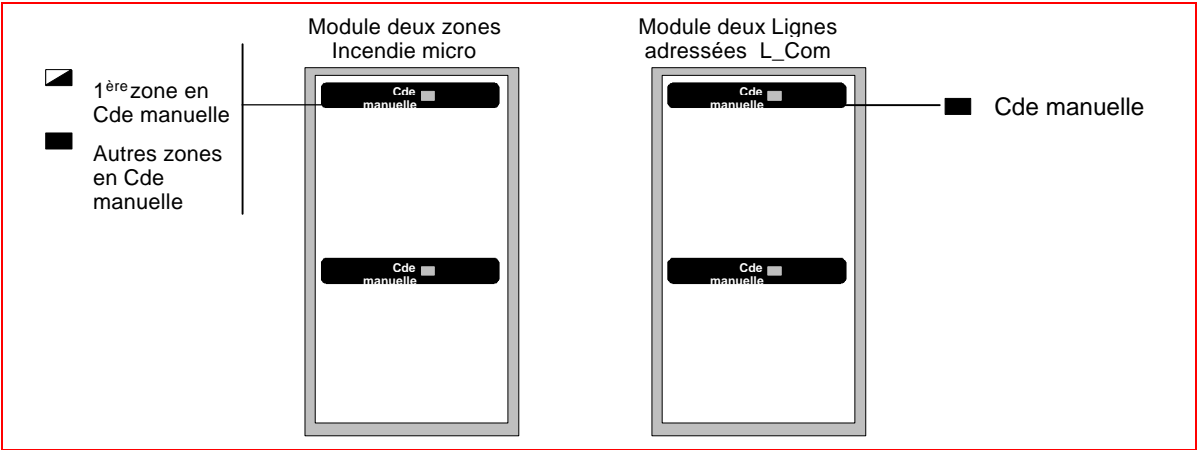 Module deux zones
Incendie micro
Module deux Lignes
adressées L_Com
1ère zone en
Cde manuelle
Autres zones
en Cde
manuelle
Cde
manuelle
Cde
manuelle
Cde manuelle
Cde
manuelle
Cde
manuelle